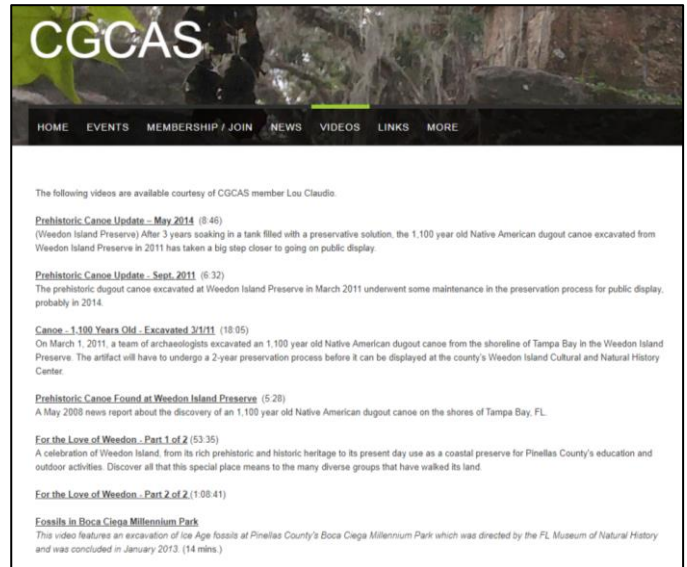 CGCAS
HOME EVENTS MEMBERSHIP / JOIN NEWS VIDEOS LINKS MORE
The following videos are available courtesy of CGCAS member Lou Claudio.
Prehistoric Canoe Update – May 2014 (8:46)
(Weedon Island Preserve) After 3 years soaking in a tank filled with a preservative solution, the 1,100 year old Native American dugout canoe excavated from
Weedon Island Preserve in 2011 has taken a big step closer to going on public display.
Prehistoric Canoe Update - Sept. 2011 (6:32)
The prehistoric dugout canoe excavated at Weedon Island Preserve in March 2011 underwent some maintenance in the preservation process for public display,
probably in 2014.
Canoe - 1,100 Years Old - Excavated 3/1/11 (18:05)
On March 1, 2011, a team of archaeologists excavated an 1,100 year old Native American dugout canoe from the shoreline of Tampa Bay in the Weedon Island
Preserve. The artifact will have to undergo a 2-year preservation process before it can be displayed at the county's Weedon Island Cultural and Natural History
Center.
Prehistoric Canoe Found at Weedon Island Preserve (5:28)
A May 2008 news report about the discovery of an 1,100 year old Native American dugout canoe on the shores of Tampa Bay, FL.
For the Love of Weedon - Part 1 of 2 (53:35)
A celebration of Weedon Island, from its rich prehistoric and historic heritage to its present day use as a coastal preserve for Pinellas County's education and
outdoor activities. Discover all that this special place means to the many diverse groups that have walked its land.
For the Love of Weedon - Part 2 of 2 (1:08:41)
Fossils in Boca Ciega Millennium Park
This video features an excavation of Ice Age fossils at Pinellas County's Boca Ciega Millennium Park which was directed by the FL Museum of Natural History
and was concluded in January 2013. (14 mins.)